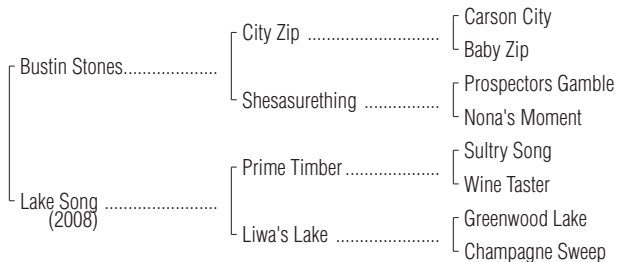 Carson City
City Zip ....................
Baby Zip
Bustin Stones....................
Prospectors Gamble
Shesasurething ................
Nona's Moment
Sultry Song
Prime Timber....................
Wine Taster
Lake Song ........................
(2008)
Greenwood Lake
Liwa's Lake ......................
Champagne Sweep